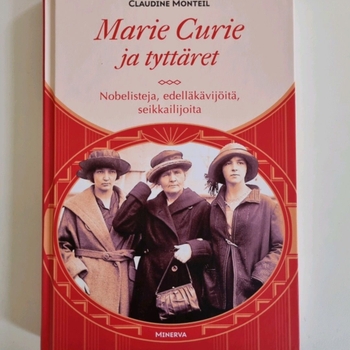 CLAUDINE MONTEIL
Marie Curie
ja tyttäret
Nobelisteja, edelläkävijöitä,
seikkailijoita
MINERVA